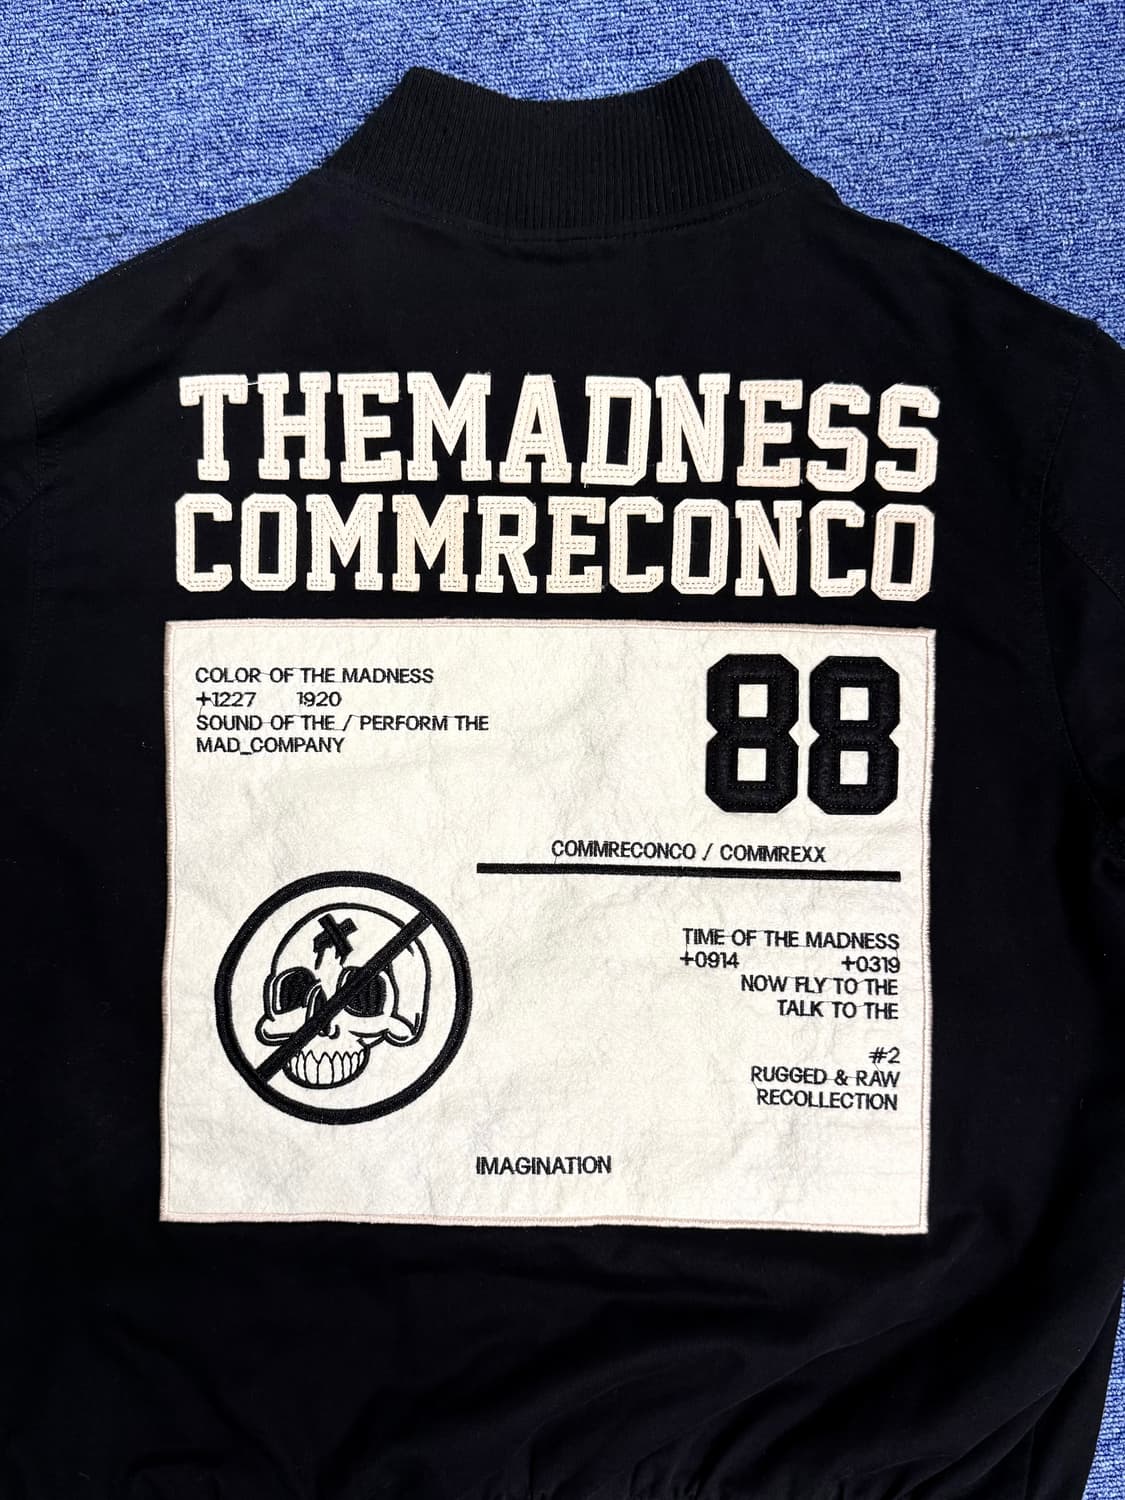 THEMADNESS
COMMRECONCO
COLOR OF THE MADNESS
+1227 1920
SOUND OF THE / PERFORM THE
MAD_COMPANY
88
COMMRECONCO / COMMREXX
TIME OF THE MADNESS
+0914 +0319
NOW FLY TO THE
TALK TO THE
#2
RUGGED & RAW
RECOLLECTION
IMAGINATION